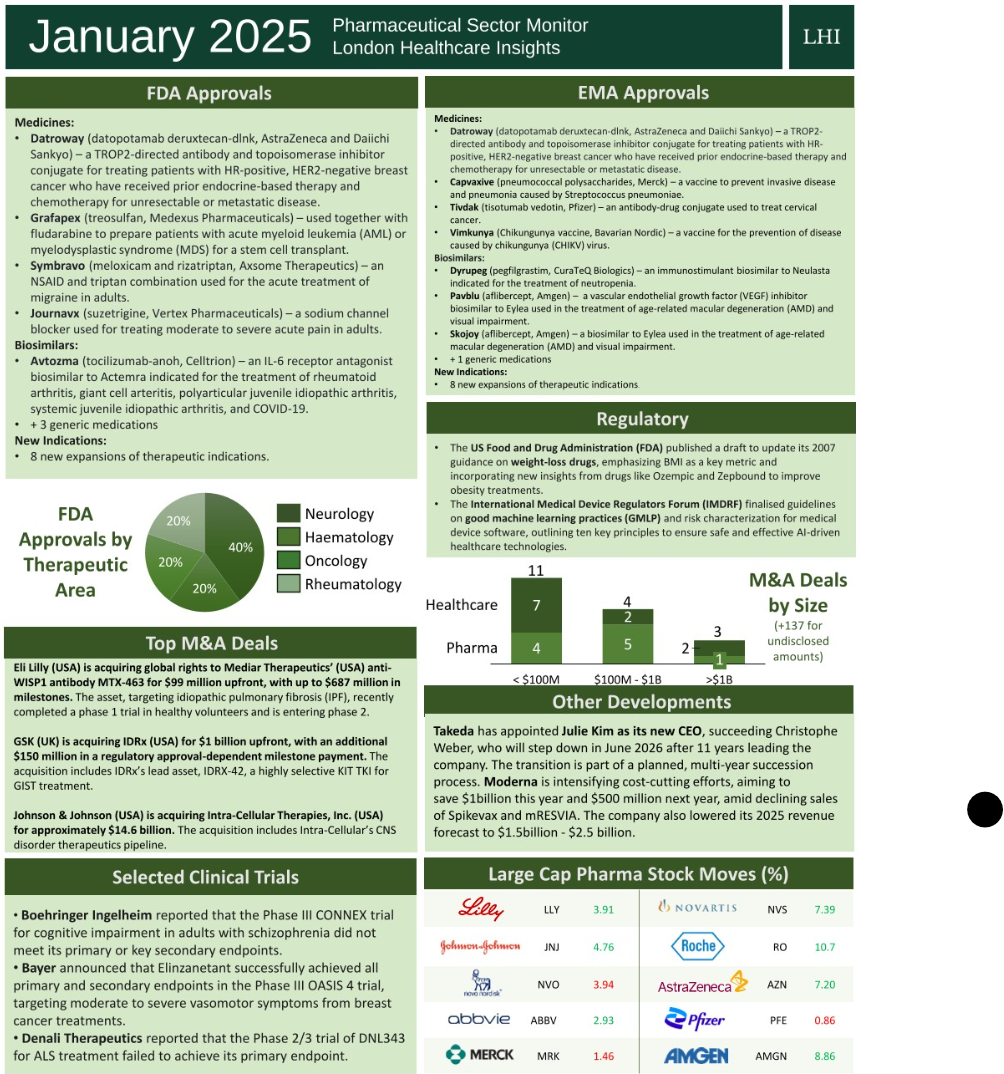 January 2025
Pharmaceutical Sector Monitor
London Healthcare Insights
LHI
FDA Approvals
Medicines:
• Datroway (datopotamab deruxtecan-dlnk, AstraZeneca and Daiichi
Sankyo) – a TROP2-directed antibody and topoisomerase inhibitor
conjugate for treating patients with HR-positive, HER2-negative breast
cancer who have received prior endocrine-based therapy and
chemotherapy for unresectable or metastatic disease.
• Grafapex (treosulfan, Medexus Pharmaceuticals) – used together with
fludarabine to prepare patients with acute myeloid leukemia (AML) or
myelodysplastic syndrome (MDS) for a stem cell transplant.
• Symbravo (meloxicam and rizatriptan, Axsome Therapeutics) – an
NSAID and triptan combination used for the acute treatment of
migraine in adults.
• Journavx (suzetrigine, Vertex Pharmaceuticals) – a sodium channel
blocker used for treating moderate to severe acute pain in adults.
Biosimilars:
• Avtozma (tocilizumab-anoh, Celltrion) – an IL-6 receptor antagonist
biosimilar to Actemra indicated for the treatment of rheumatoid
arthritis, giant cell arteritis, polyarticular juvenile idiopathic arthritis,
systemic juvenile idiopathic arthritis, and COVID-19.
• + 3 generic medications
New Indications:
• 8 new expansions of therapeutic indications.
FDA
Approvals by
Therapeutic
Area
20%
40%
20%
20%
Neurology
Haematology
Oncology
Rheumatology
Top M&A Deals
Eli Lilly (USA) is acquiring global rights to Mediar Therapeutics’ (USA) anti-
WISP1 antibody MTX-463 for $99 million upfront, with up to $687 million in
milestones. The asset, targeting idiopathic pulmonary fibrosis (IPF), recently
completed a phase 1 trial in healthy volunteers and is entering phase 2.
GSK (UK) is acquiring IDRx (USA) for $1 billion upfront, with an additional
$150 million in a regulatory approval-dependent milestone payment. The
acquisition includes IDRx’s lead asset, IDRX-42, a highly selective KIT TKI for
GIST treatment.
Johnson & Johnson (USA) is acquiring Intra-Cellular Therapies, Inc. (USA)
for approximately $14.6 billion. The acquisition includes Intra-Cellular’s CNS
disorder therapeutics pipeline.
Selected Clinical Trials
• Boehringer Ingelheim reported that the Phase III CONNEX trial
for cognitive impairment in adults with schizophrenia did not
meet its primary or key secondary endpoints.
• Bayer announced that Elinzanetant successfully achieved all
primary and secondary endpoints in the Phase III OASIS 4 trial,
targeting moderate to severe vasomotor symptoms from breast
cancer treatments.
• Denali Therapeutics reported that the Phase 2/3 trial of DNL343
for ALS treatment failed to achieve its primary endpoint.
EMA Approvals
Medicines:
• Datroway (datopotamab deruxtecan-dlnk, AstraZeneca and Daiichi Sankyo) – a TROP2-
directed antibody and topoisomerase inhibitor conjugate for treating patients with HR-
positive, HER2-negative breast cancer who have received prior endocrine-based therapy and
chemotherapy for unresectable or metastatic disease.
• Capvaxive (pneumococcal polysaccharides, Merck) – a vaccine to prevent invasive disease
and pneumonia caused by Streptococcus pneumoniae.
• Tivdak (tisotumab vedotin, Pfizer) – an antibody-drug conjugate used to treat cervical
cancer.
• Vimkunya (Chikungunya vaccine, Bavarian Nordic) – a vaccine for the prevention of disease
caused by chikungunya (CHIKV) virus.
Biosimilars:
• Dyrupeg (pegfilgrastim, CuraTeQ Biologics) – an immunostimulant biosimilar to Neulasta
indicated for the treatment of neutropenia.
• Pavblu (aflibercept, Amgen) – a vascular endothelial growth factor (VEGF) inhibitor
biosimilar to Eylea used in the treatment of age-related macular degeneration (AMD) and
visual impairment.
• Skojoy (aflibercept, Amgen) – a biosimilar to Eylea used in the treatment of age-related
macular degeneration (AMD) and visual impairment.
• + 1 generic medications
New Indications:
• 8 new expansions of therapeutic indications
Regulatory
• The US Food and Drug Administration (FDA) published a draft to update its 2007
guidance on weight-loss drugs, emphasizing BMI as a key metric and
incorporating new insights from drugs like Ozempic and Zepbound to improve
obesity treatments.
• The International Medical Device Regulators Forum (IMDRF) finalised guidelines
on good machine learning practices (GMLP) and risk characterization for medical
device software, outlining ten key principles to ensure safe and effective AI-driven
healthcare technologies.
11
Healthcare
7
4
2
3
2
Pharma
4
5
1
< $100M
$100M - $1B
>$1B
M&A Deals
by Size
(+137 for
undisclosed
amounts)
Other Developments
Takeda has appointed Julie Kim as its new CEO, succeeding Christophe
Weber, who will step down in June 2026 after 11 years leading the
company. The transition is part of a planned, multi-year succession
process. Moderna is intensifying cost-cutting efforts, aiming to
save $1billion this year and $500 million next year, amid declining sales
of Spikevax and mRESVIA. The company also lowered its 2025 revenue
forecast to $1.5billion - $2.5 billion.
Large Cap Pharma Stock Moves (%)
Lilly LLY 3.91 NOVARTIS NVS 7.39
Johnson & Johnson JNJ 4.76 Roche RO 10.7
novo nordisk NVO 3.94 AstraZeneca AZN 7.20
abbvie ABBV 2.93 Pfizer PFE 0.86
MERCK MRK 1.46 AMGEN AMGN 8.86